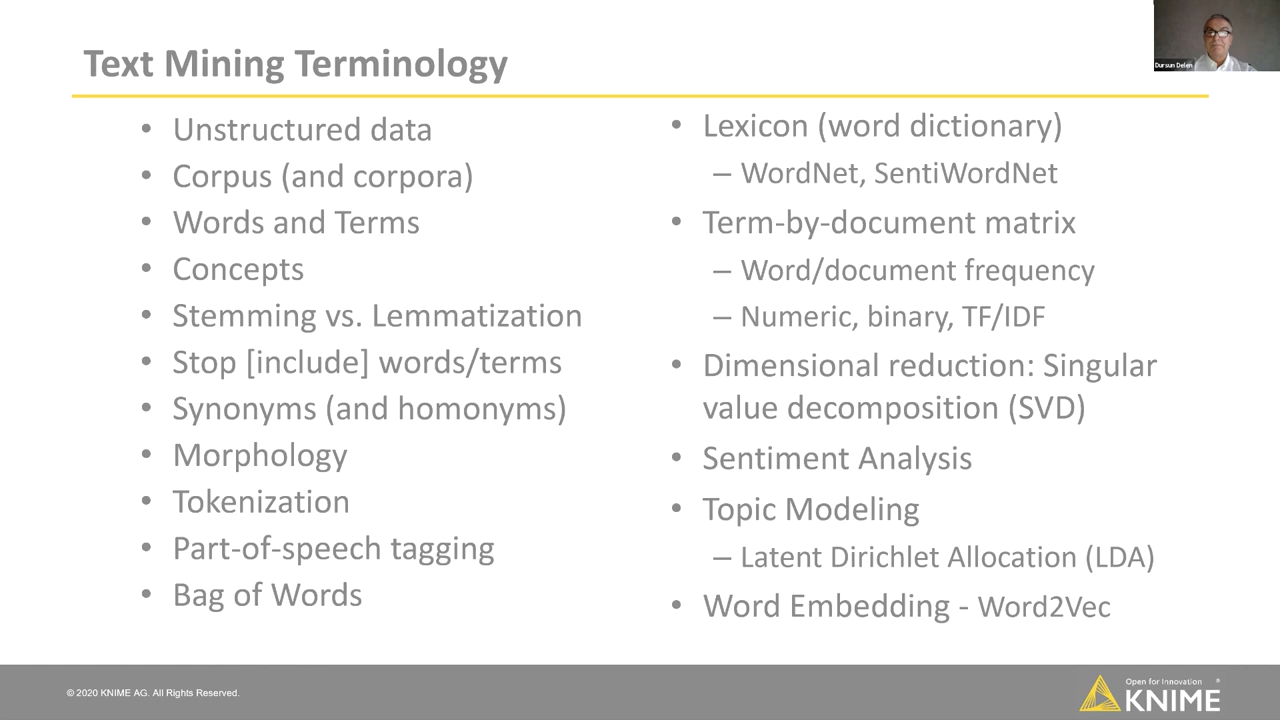 Text Mining Terminology
Dursun Delen
• Unstructured data
• Corpus (and corpora)
• Words and Terms
• Concepts
• Stemming vs. Lemmatization
• Stop [include] words/terms
• Synonyms (and homonyms)
• Morphology
• Tokenization
• Part-of-speech tagging
• Bag of Words
• Lexicon (word dictionary)
– WordNet, SentiWordNet
• Term-by-document matrix
– Word/document frequency
– Numeric, binary, TF/IDF
• Dimensional reduction: Singular
value decomposition (SVD)
• Sentiment Analysis
• Topic Modeling
– Latent Dirichlet Allocation (LDA)
• Word Embedding - Word2Vec
© 2020 KNIME AG. All Rights Reserved.
Open for Innovation ®
KNIME